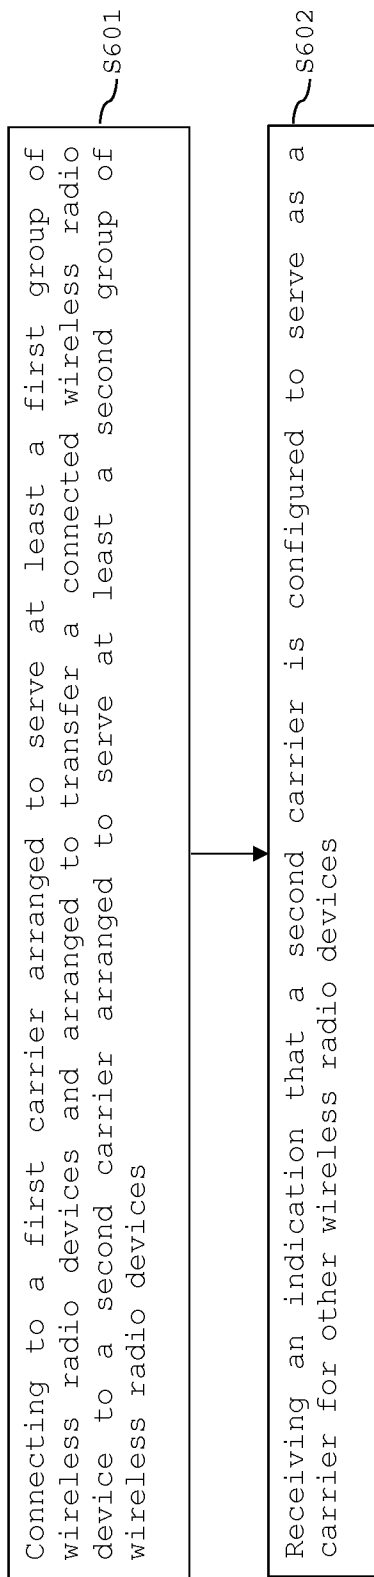 Connecting to a first carrier arranged to serve at least a first group of
wireless radio devices and arranged to transfer a connected wireless radio
device to a second carrier arranged to serve at least a second group of
wireless radio devices
S601
Receiving an indication that a second carrier is configured to serve as a
carrier for other wireless radio devices
S602